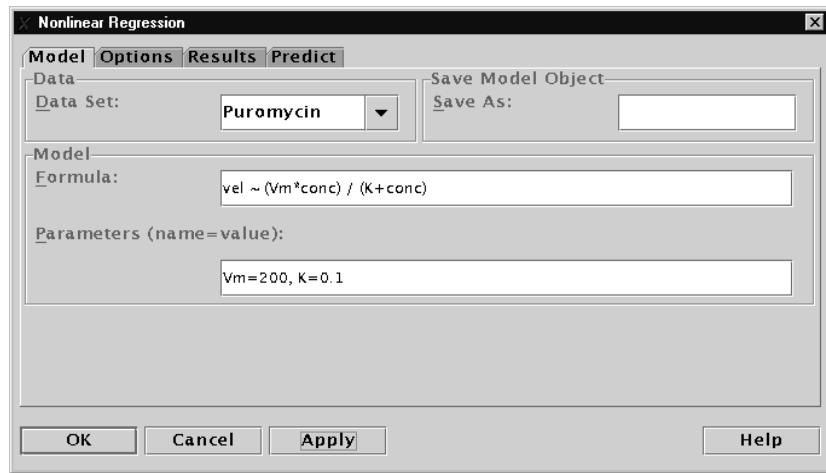 Nonlinear Regression
Model Options Results Predict
Data
Data Set:
Puromycin
Save Model Object
Save As:
Model
Formula:
vel ~ (Vm*conc) / (K+conc)
Parameters (name=value):
Vm=200, K=0.1
OK Cancel Apply Help